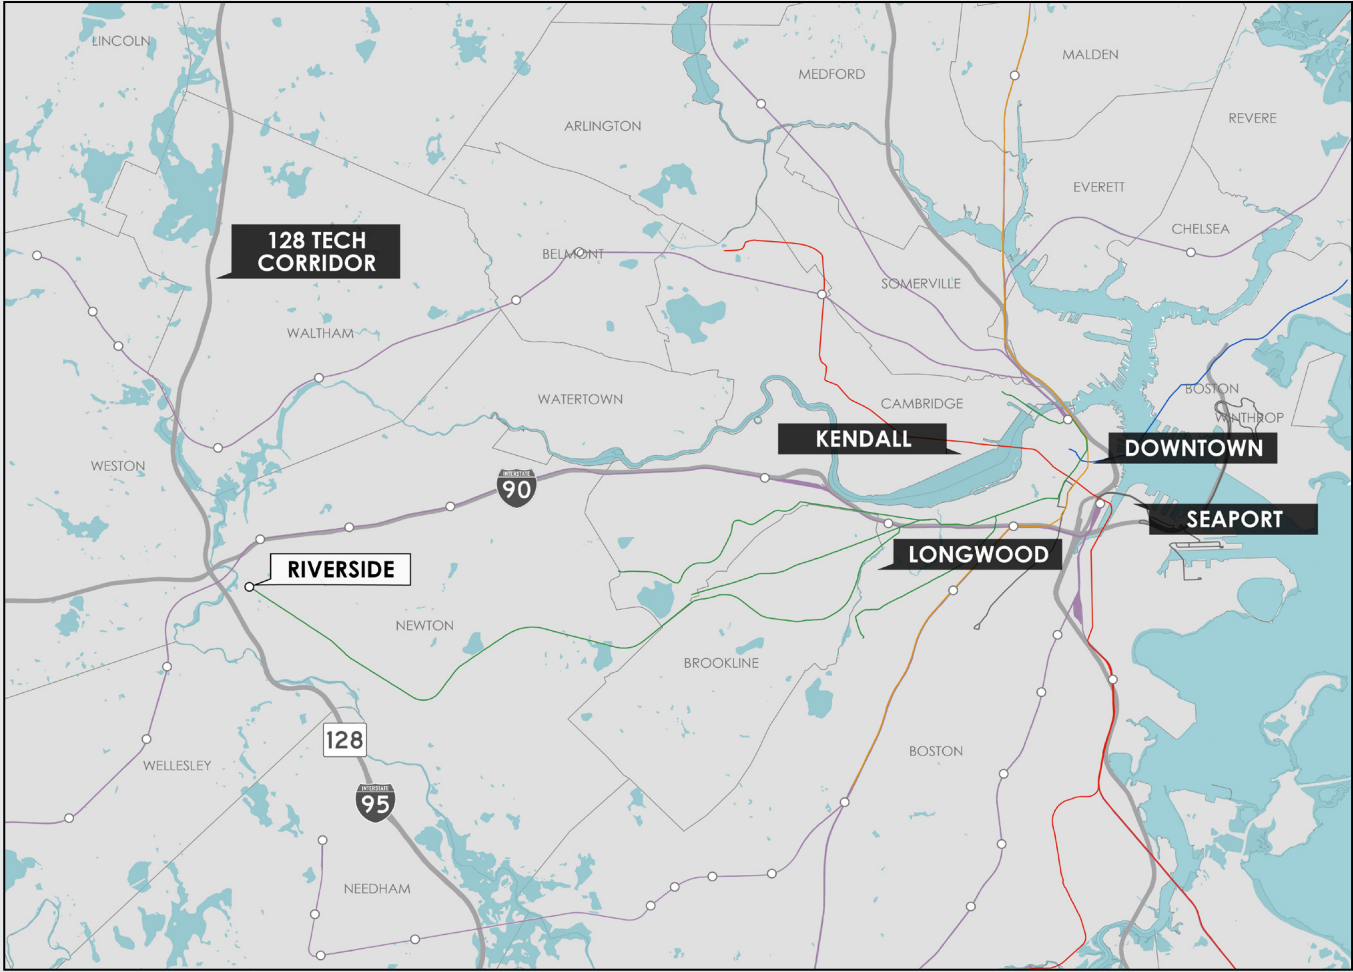 LINCOLN
MALDEN
MEDFORD
REVERE
ARLINGTON
EVERETT
CHELSEA
128 TECH
CORRIDOR
BELMONT
SOMERVILLE
WALTHAM
BOSTON
WATERTOWN
CAMBRIDGE
WINTHROP
KENDALL
DOWNTOWN
WESTON
INTERSTATE
90
SEAPORT
LONGWOOD
RIVERSIDE
NEWTON
BROOKLINE
128
BOSTON
WELLESLEY
INTERSTATE
95
NEEDHAM